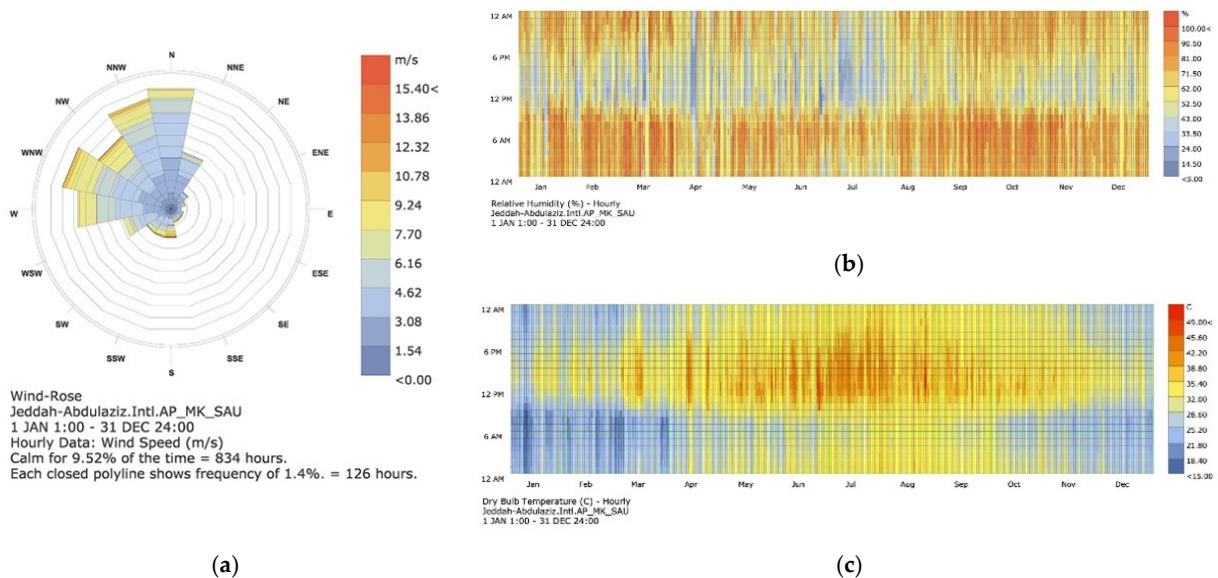 (a)
N
NNE
NE
ENE
E
ESE
SE
SSE
S
SSW
SW
WSW
W
WNW
NW
NNW
m/s
15.40<
13.86
12.32
10.78
9.24
7.70
6.16
4.62
3.08
1.54
<0.00
Wind-Rose
Jeddah-Abdulaziz.Intl.AP_MK_SAU
1 JAN 1:00 - 31 DEC 24:00
Hourly Data: Wind Speed (m/s)
Calm for 9.52% of the time = 834 hours.
Each closed polyline shows frequency of 1.4%. = 126 hours.
12 AM
6 PM
12 PM
6 AM
12 AM
Jan Feb Mar Apr May Jun Jul Aug Sep Oct Nov Dec
%
100.00<
90.50
81.00
71.50
62.00
52.50
43.00
33.50
24.00
14.50
<5.00
Relative Humidity (%) - Hourly
Jeddah-Abdulaziz.Intl.AP_MK_SAU
1 JAN 1:00 - 31 DEC 24:00
(b)
12 AM
6 PM
12 PM
6 AM
12 AM
Jan Feb Mar Apr May Jun Jul Aug Sep Oct Nov Dec
C
49.00<
45.60
42.20
38.80
35.40
32.00
28.60
25.20
21.80
18.40
<15.00
Dry Bulb Temperature (C) - Hourly
Jeddah-Abdulaziz.Intl.AP_MK_SAU
1 JAN 1:00 - 31 DEC 24:00
(a)
(c)